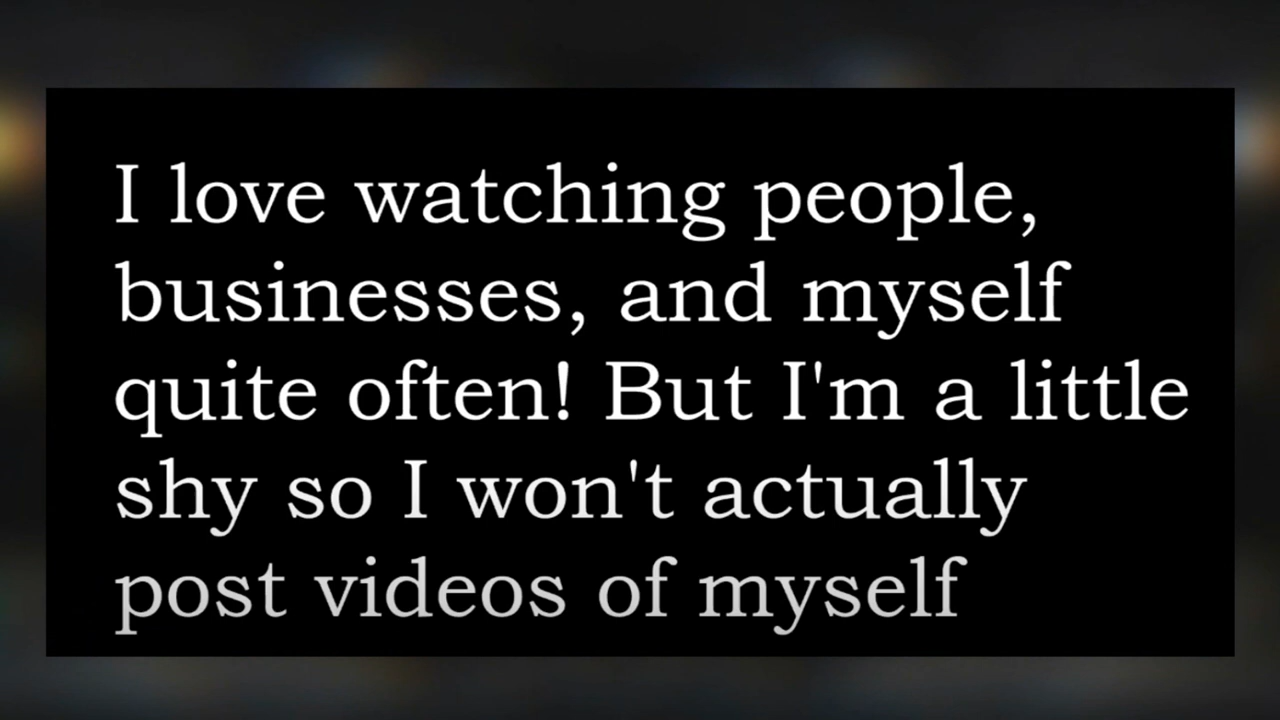 I love watching people,
businesses, and myself
quite often! But I'm a little
shy so I won't actually
post videos of myself